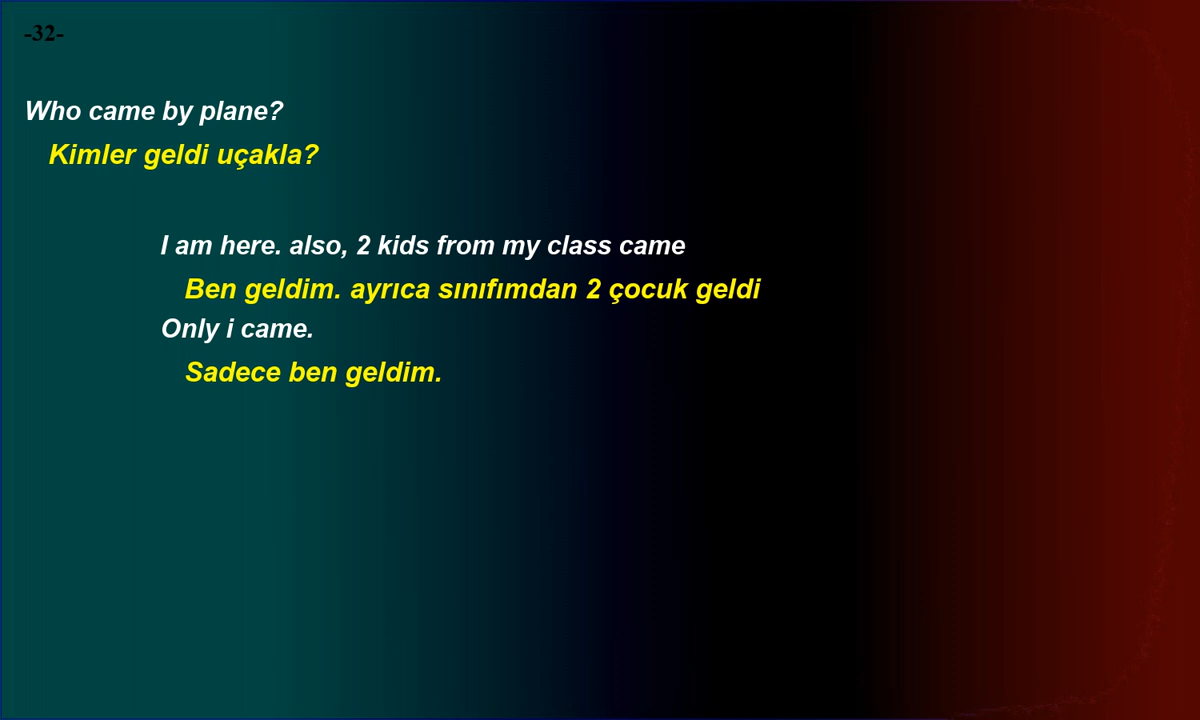 -32-
Who came by plane?
Kimler geldi uçakla?
I am here. also, 2 kids from my class came
Ben geldim. ayrıca sınıfımdan 2 çocuk geldi
Only i came.
Sadece ben geldim.